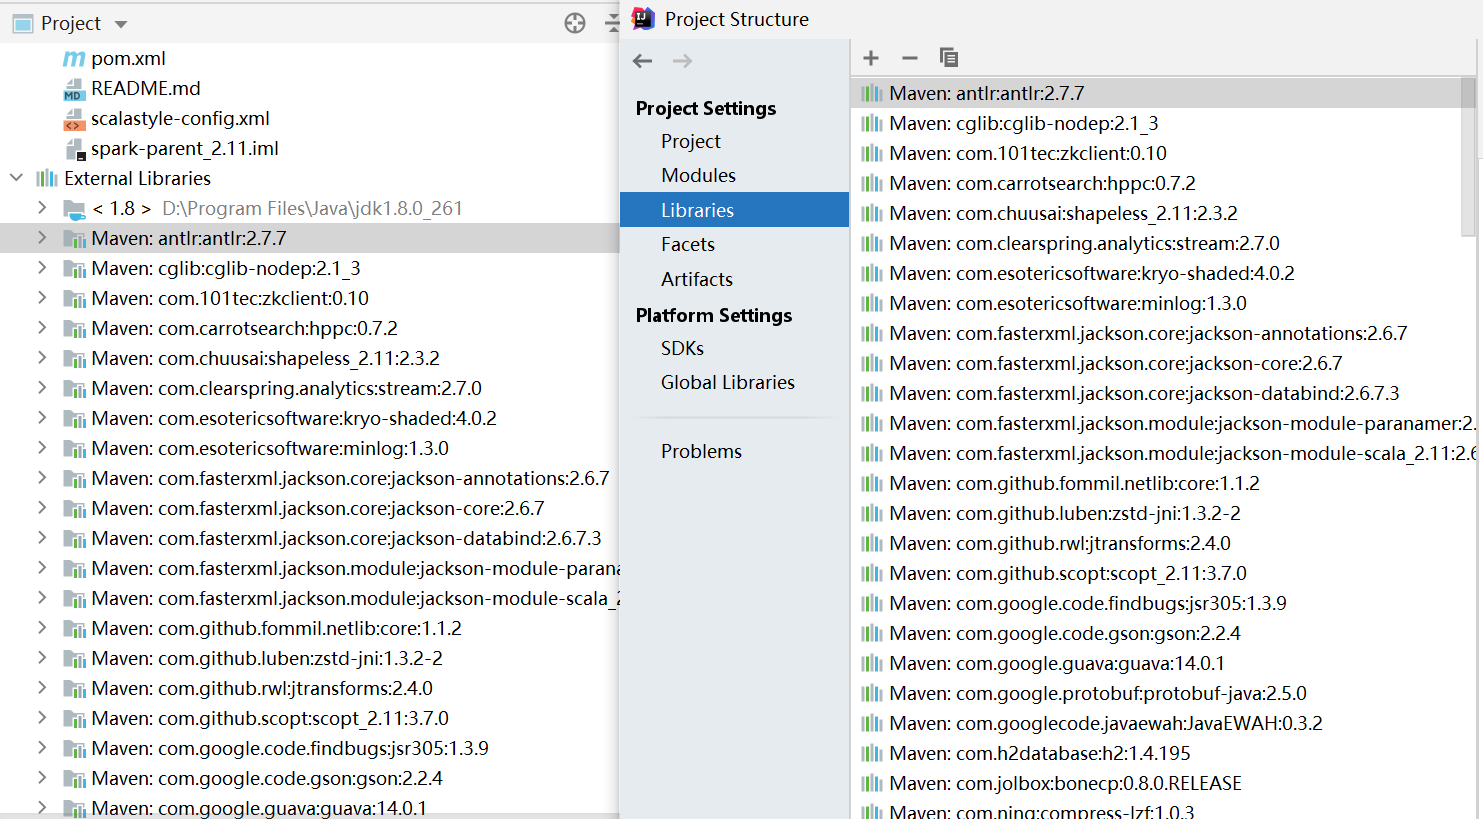 Project
pom.xml
README.md
scalastyle-config.xml
spark-parent_2.11.iml
External Libraries
< 1.8 > D:\Program Files\Java\jdk1.8.0_261
Maven: antlr:antlr:2.7.7
Maven: cglib:cglib-nodep:2.1_3
Maven: com.101tec:zkclient:0.10
Maven: com.carrotsearch:hppc:0.7.2
Maven: com.chuusai:shapeless_2.11:2.3.2
Maven: com.clearspring.analytics:stream:2.7.0
Maven: com.esotericsoftware:kryo-shaded:4.0.2
Maven: com.esotericsoftware:minlog:1.3.0
Maven: com.fasterxml.jackson.core:jackson-annotations:2.6.7
Maven: com.fasterxml.jackson.core:jackson-core:2.6.7
Maven: com.fasterxml.jackson.core:jackson-databind:2.6.7.3
Maven: com.fasterxml.jackson.module:jackson-module-parana
Maven: com.fasterxml.jackson.module:jackson-module-scala_2
Maven: com.github.fommil.netlib:core:1.1.2
Maven: com.github.luben:zstd-jni:1.3.2-2
Maven: com.github.rwl:jtransforms:2.4.0
Maven: com.github.scopt:scopt_2.11:3.7.0
Maven: com.google.code.findbugs:jsr305:1.3.9
Maven: com.google.code.gson:gson:2.2.4
Maven: com.google.guava:guava:14.0.1
Project Structure
Project Settings
Project
Modules
Libraries
Facets
Artifacts
Platform Settings
SDKs
Global Libraries
Problems
Maven: antlr:antlr:2.7.7
Maven: cglib:cglib-nodep:2.1_3
Maven: com.101tec:zkclient:0.10
Maven: com.carrotsearch:hppc:0.7.2
Maven: com.chuusai:shapeless_2.11:2.3.2
Maven: com.clearspring.analytics:stream:2.7.0
Maven: com.esotericsoftware:kryo-shaded:4.0.2
Maven: com.esotericsoftware:minlog:1.3.0
Maven: com.fasterxml.jackson.core:jackson-annotations:2.6.7
Maven: com.fasterxml.jackson.core:jackson-core:2.6.7
Maven: com.fasterxml.jackson.core:jackson-databind:2.6.7.3
Maven: com.fasterxml.jackson.module:jackson-module-paranamer:2.
Maven: com.fasterxml.jackson.module:jackson-module-scala_2.11:2.6
Maven: com.github.fommil.netlib:core:1.1.2
Maven: com.github.luben:zstd-jni:1.3.2-2
Maven: com.github.rwl:jtransforms:2.4.0
Maven: com.github.scopt:scopt_2.11:3.7.0
Maven: com.google.code.findbugs:jsr305:1.3.9
Maven: com.google.code.gson:gson:2.2.4
Maven: com.google.guava:guava:14.0.1
Maven: com.google.protobuf:protobuf-java:2.5.0
Maven: com.googlecode.javaewah:JavaEWAH:0.3.2
Maven: com.h2database:h2:1.4.195
Maven: com.jolbox:bonecp:0.8.0.RELEASE
Maven: com.ning:compress-lzf:1.0.3